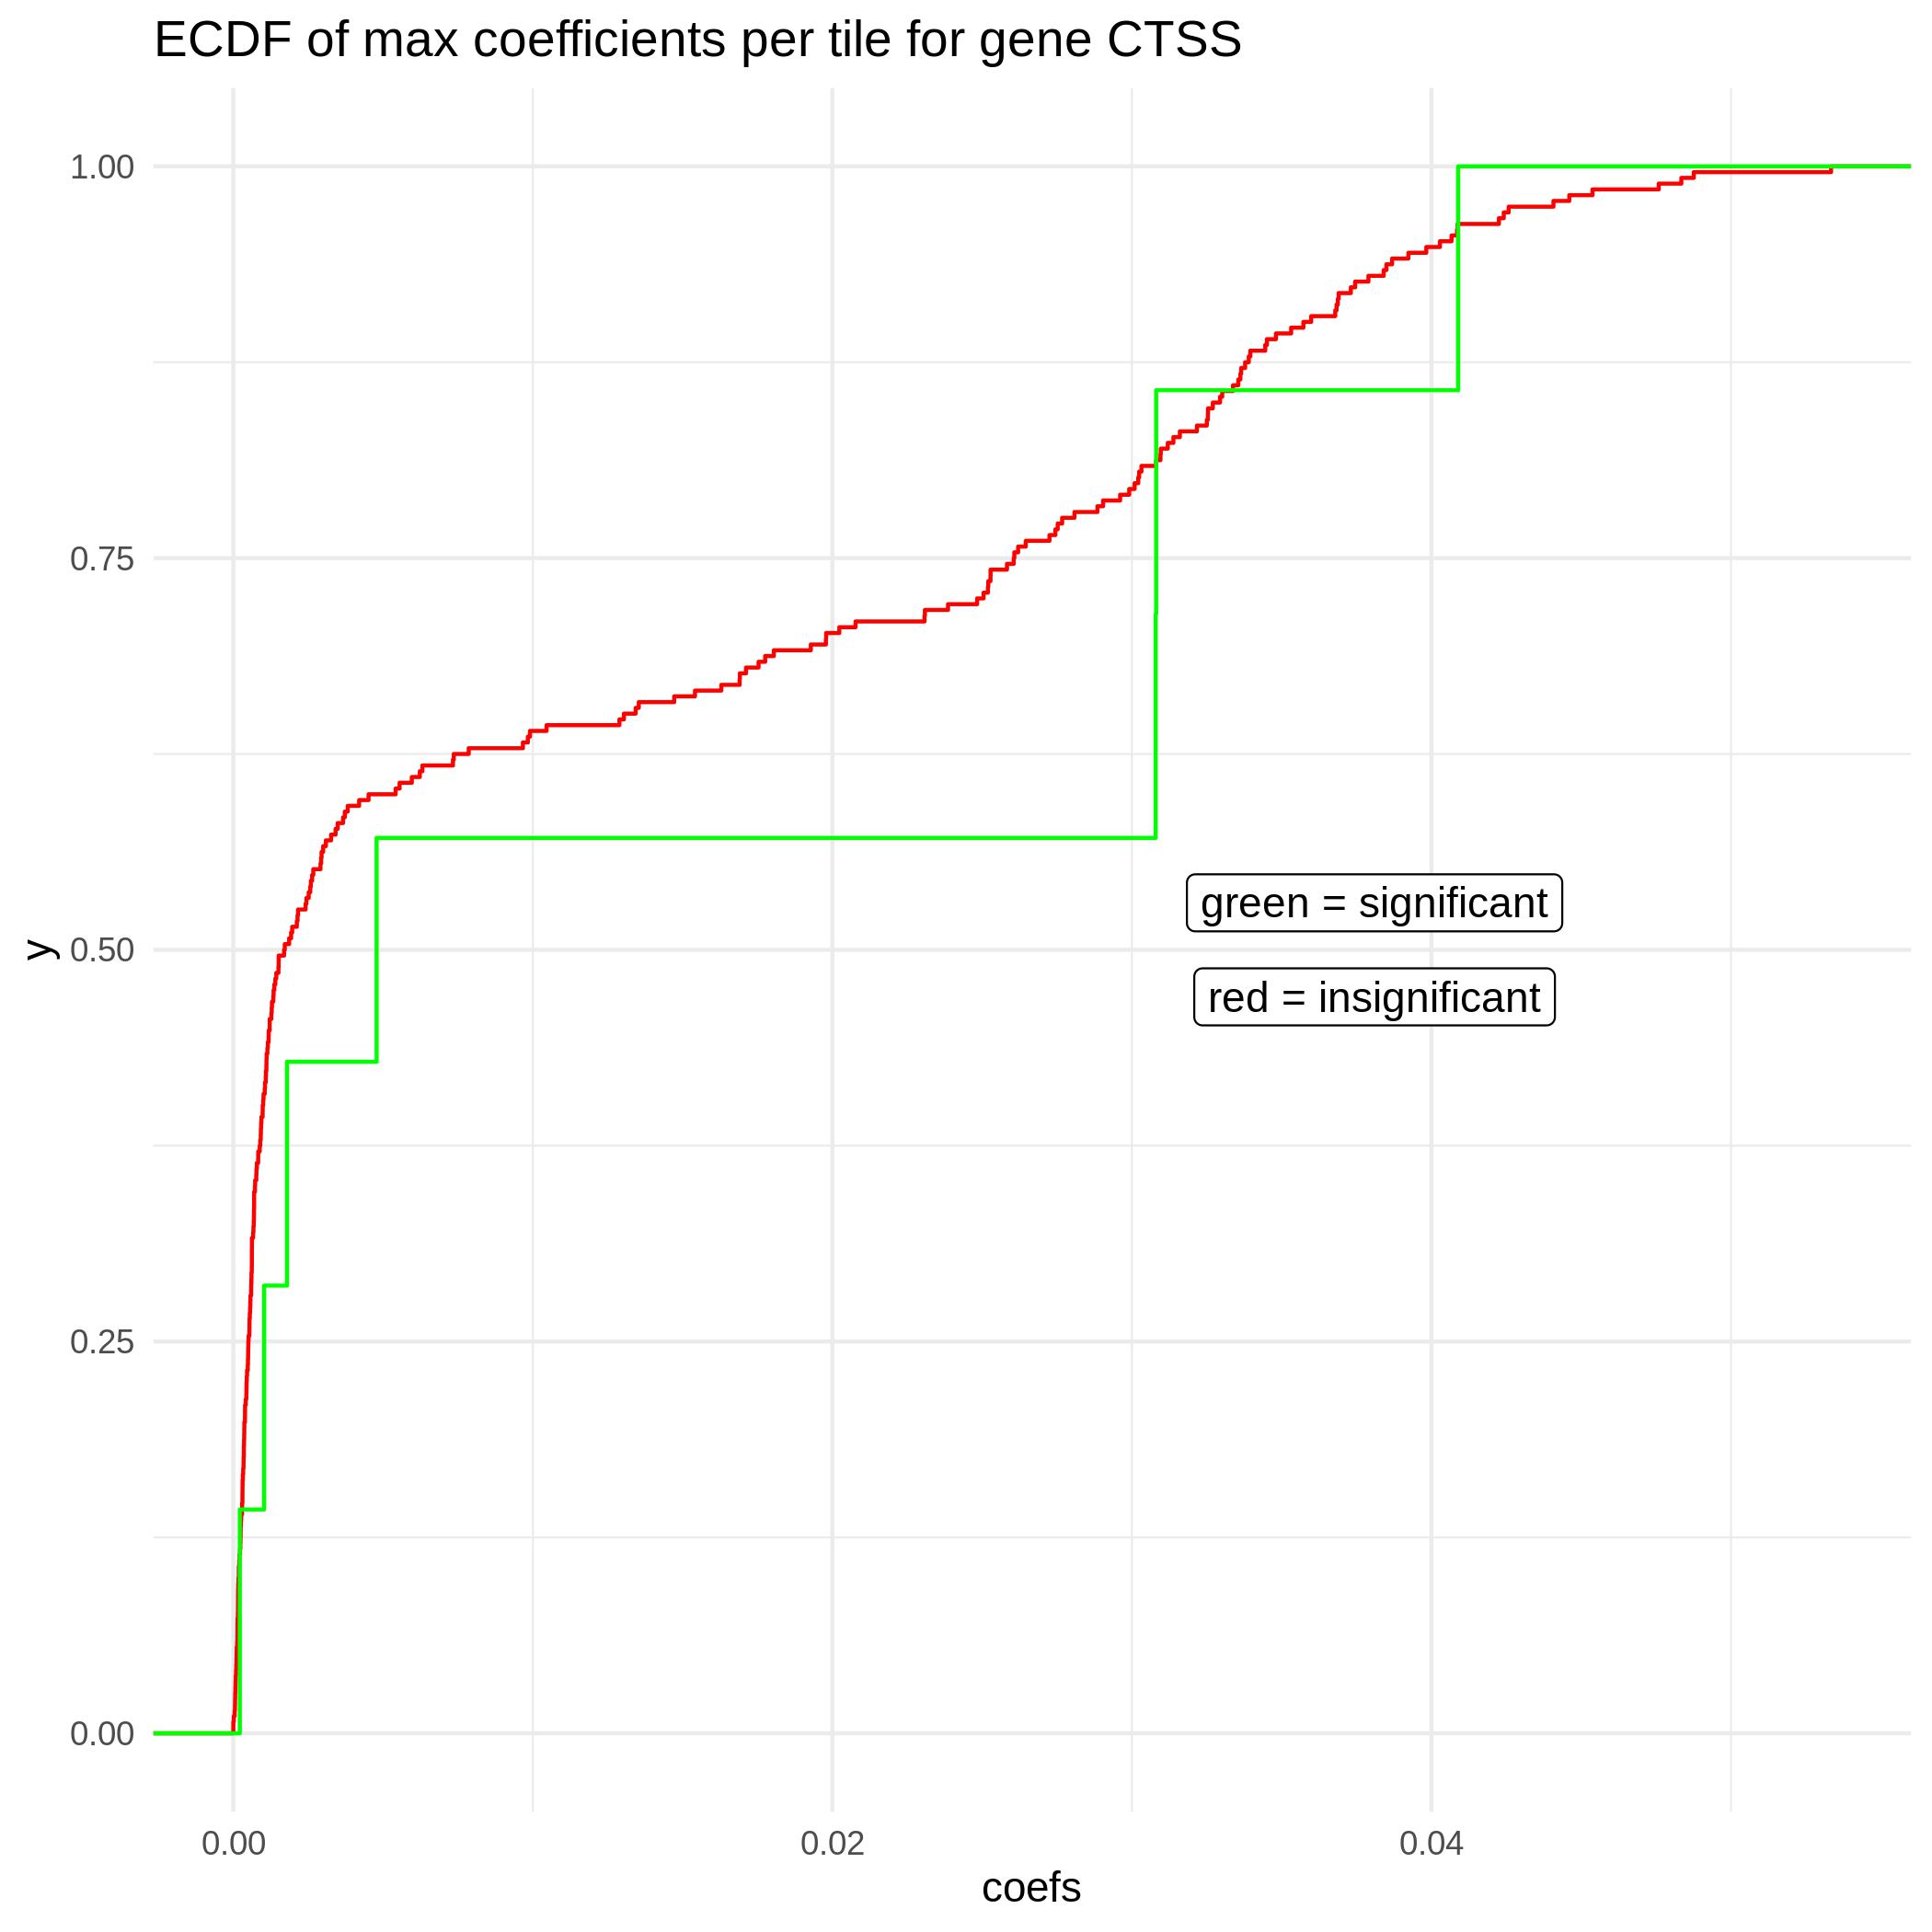 ECDF of max coefficients per tile for gene CTSS
1.00
0.75
0.50
0.25
0.00
y
green = significant
red = insignificant
0.00 0.02 0.04
coefs